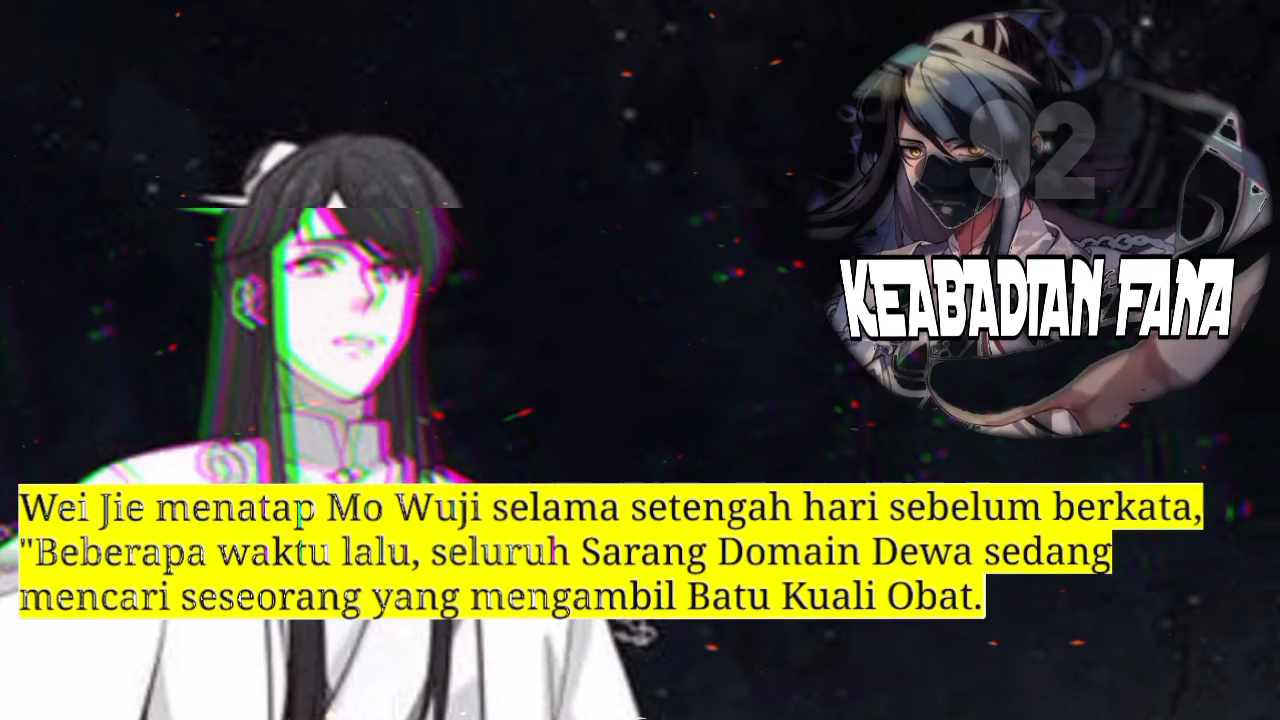 92
KEABADIAN FANA
Wei Jie menatap Mo Wuji selama setengah hari sebelum berkata,
"Beberapa waktu lalu, seluruh Sarang Domain Dewa sedang
mencari seseorang yang mengambil Batu Kuali Obat.